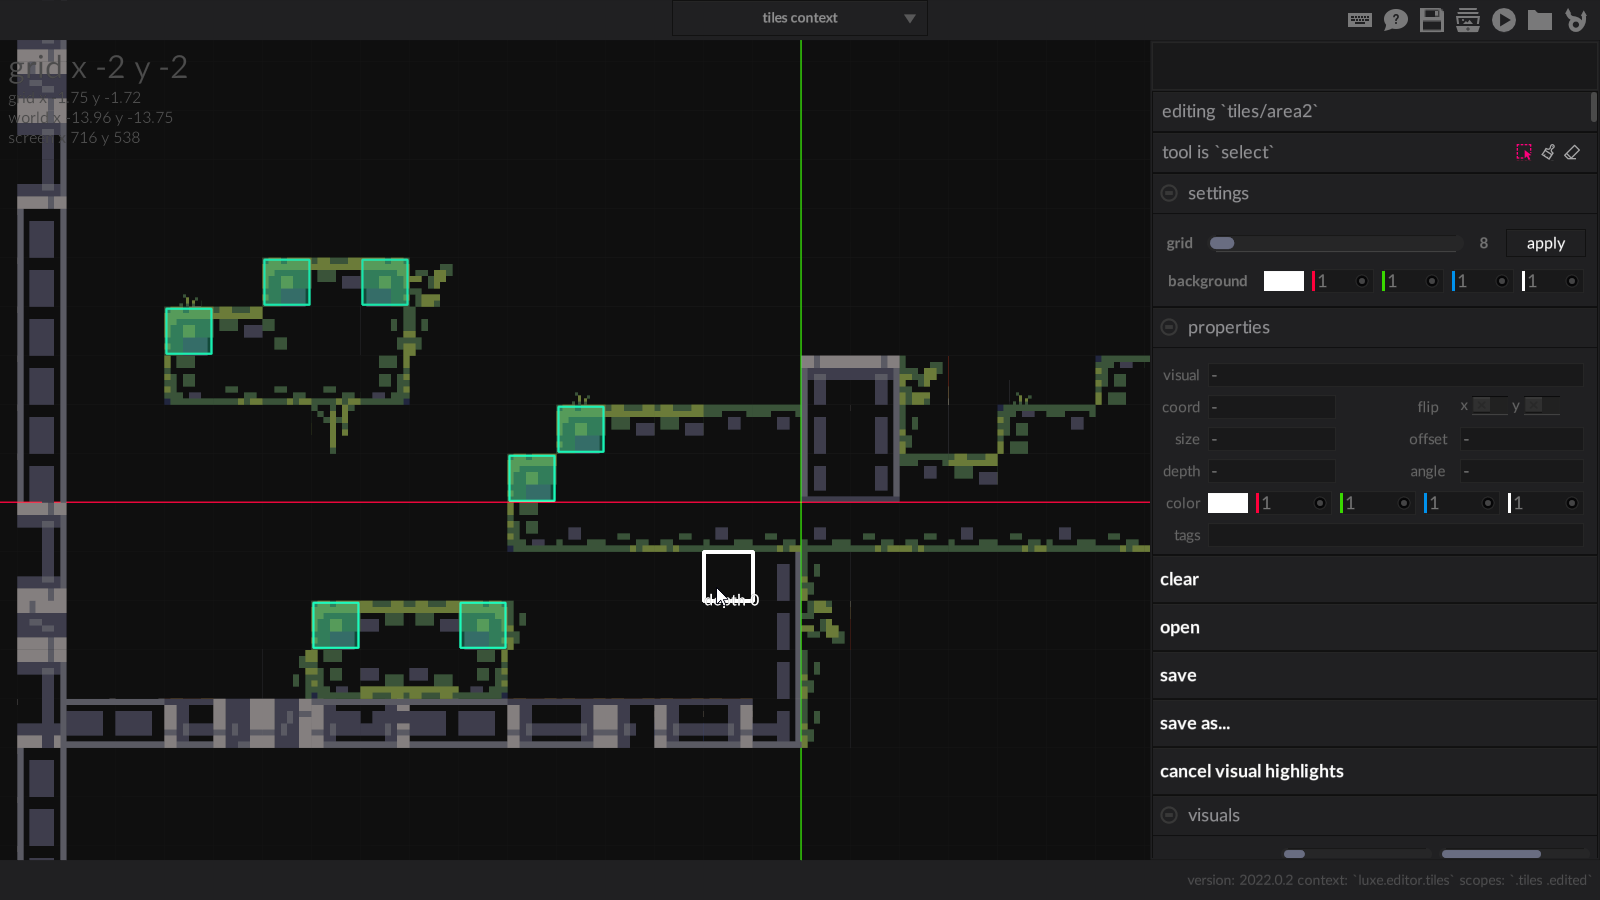 tiles context
grid x -2 y -2
grid x -1.75 y -1.72
world x -13.96 y -13.75
screen x 716 y 538
depth 0
editing `tiles/area2`
tool is `select`
settings
grid 8 apply
background 1 1 1 1
properties
visual -
coord - flip x y
size - offset -
depth - angle -
color 1 1 1 1
tags
clear
open
save
save as...
cancel visual highlights
visuals
version: 2022.0.2 context: `luxe.editor.tiles` scopes: `.tiles .edited`